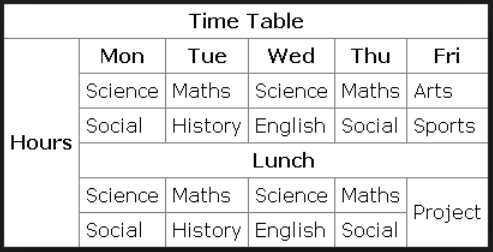 Time Table
Mon Tue Wed Thu Fri
Science Maths Science Maths Arts
Social History English Social Sports
Hours
Lunch
Science Maths Science Maths
Project
Social History English Social